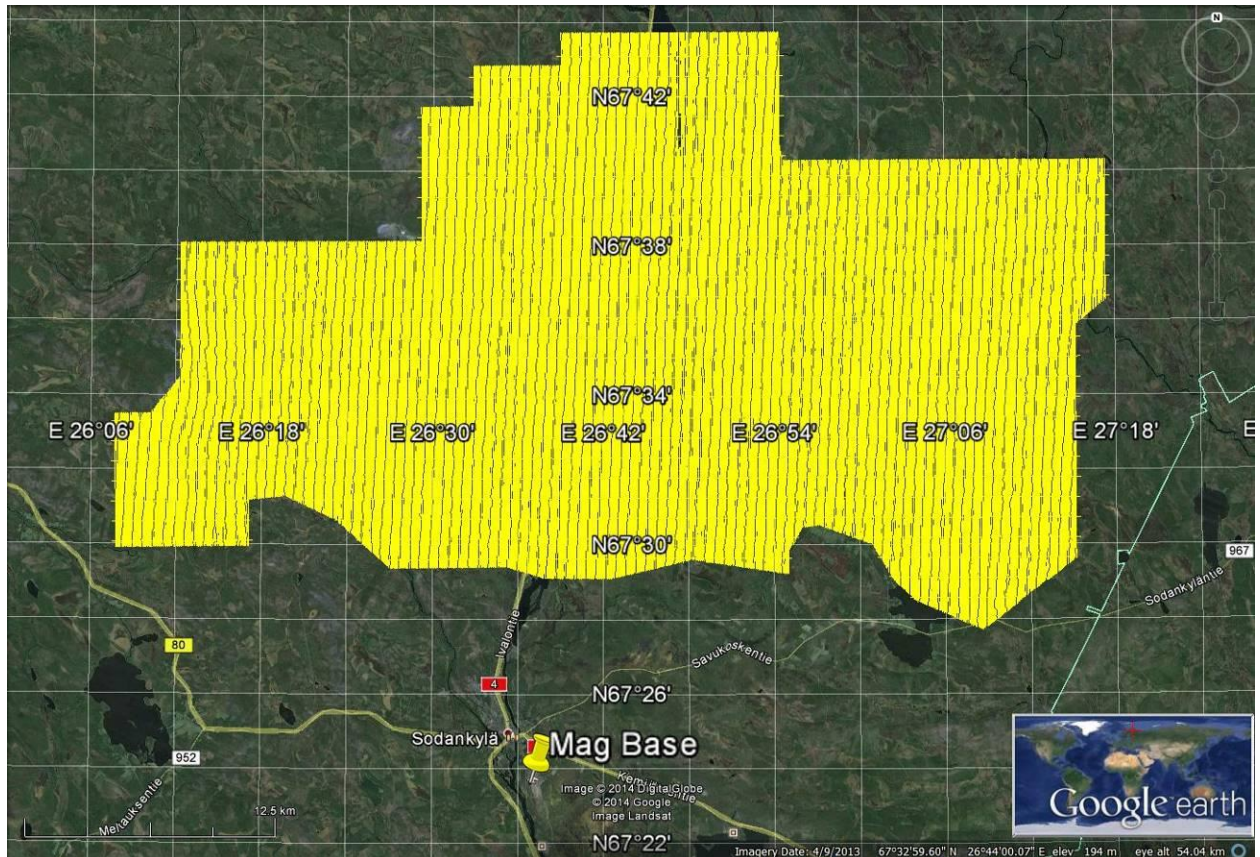 N
N67°42'
N67°38'
N67°34'
E 26°06'
E 26°18'
E 26°30'
E 26°42'
E 26°54'
E 27°06'
E 27°18'
E
N67°30'
967
Sodankyläntie
Ivalontie
80
Savukoskentie
4
N67°26'
Sodankylä
Mag Base
952
12.5 km
Image © 2014 DigitalGlobe
© 2014 Google
Image Landsat
Google earth
N67°22'
Imagery Date: 4/9/2013 67°32'59.60" N 26°44'00.07" E elev 194 m eye alt 54.04 km